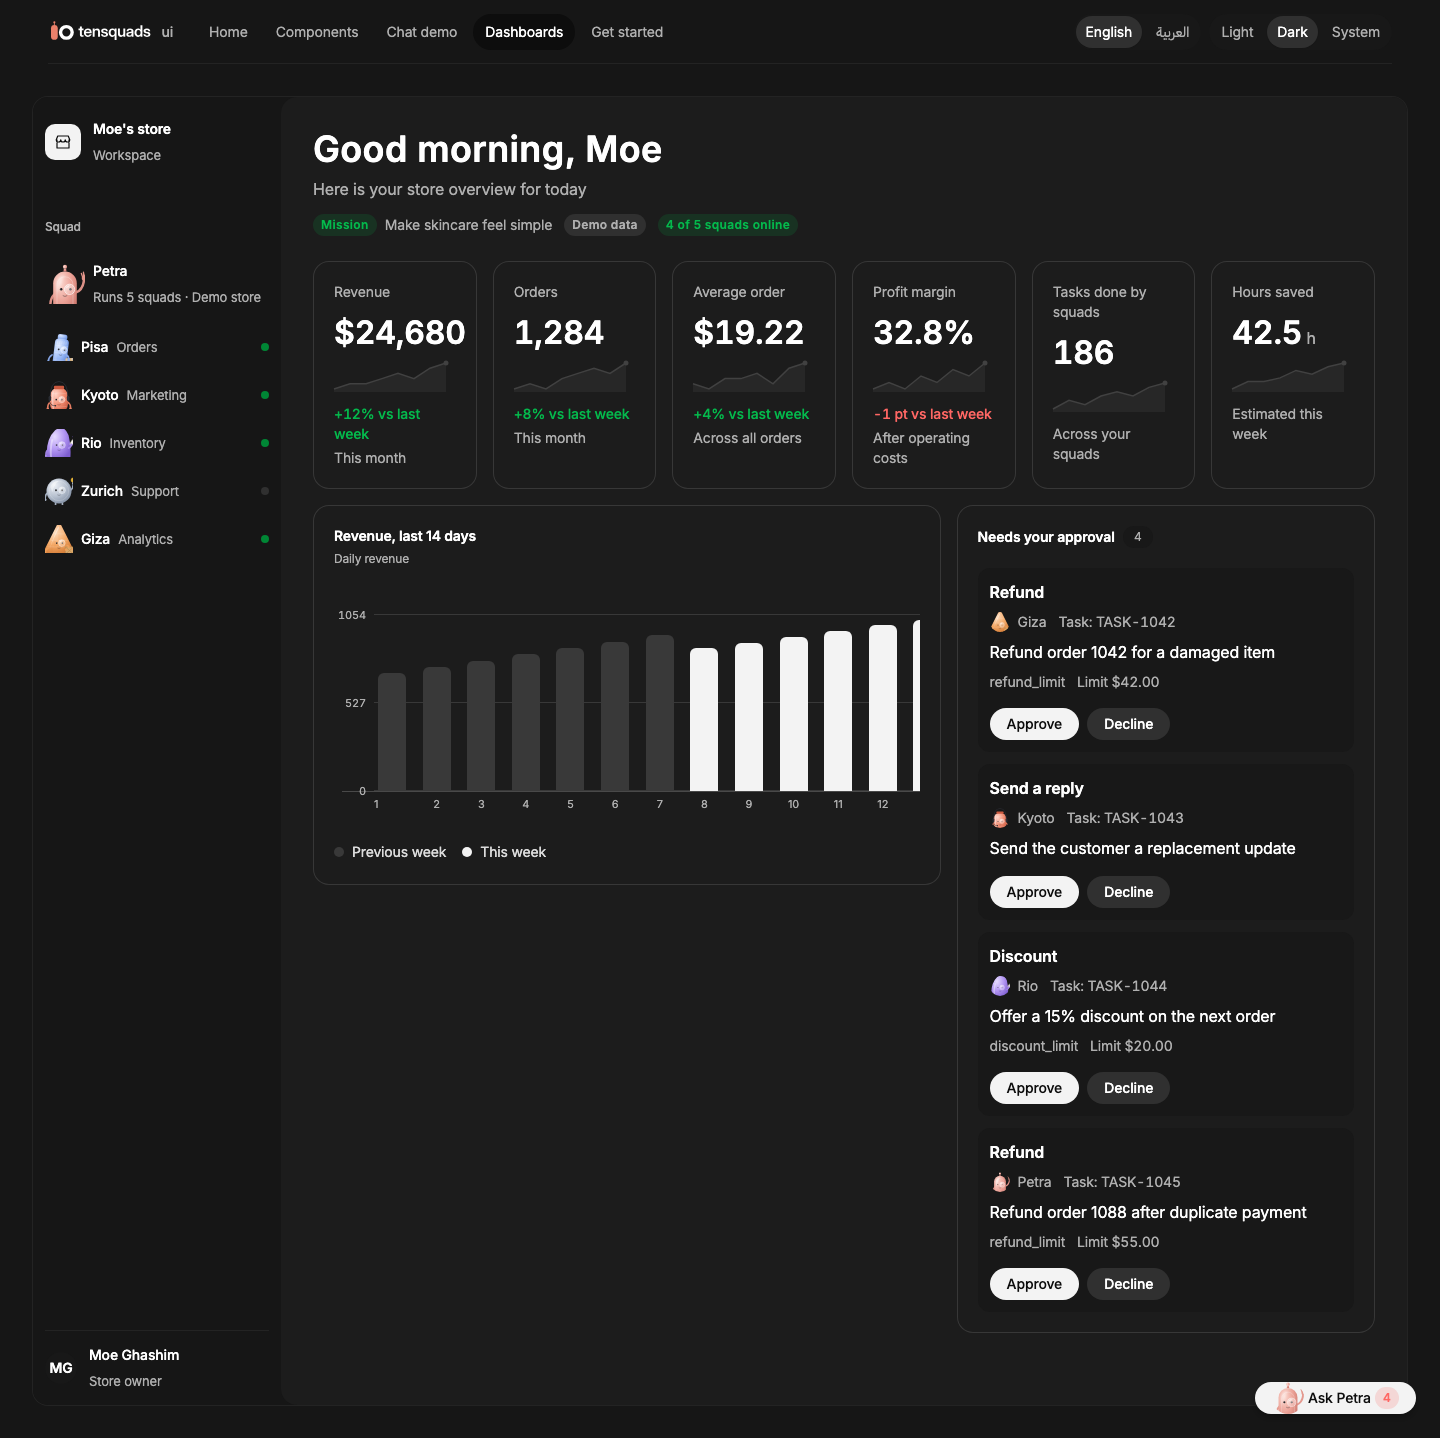 tensquads ui Home Components Chat demo Dashboards Get started English العربية Light Dark System
Moe's store
Workspace
Squad
Petra
Runs 5 squads · Demo store
Pisa Orders
Kyoto Marketing
Rio Inventory
Zurich Support
Giza Analytics
MG
Moe Ghashim
Store owner
Good morning, Moe
Here is your store overview for today
Mission Make skincare feel simple Demo data 4 of 5 squads online
Revenue
$24,680
+12% vs last
week
This month
Orders
1,284
+8% vs last week
This month
Average order
$19.22
+4% vs last week
Across all orders
Profit margin
32.8%
-1 pt vs last week
After operating
costs
Tasks done by
squads
186
Across your
squads
Hours saved
42.5 h
Estimated this
week
Revenue, last 14 days
Daily revenue
1054
527
0
1 2 3 4 5 6 7 8 9 10 11 12
Previous week This week
Needs your approval 4
Refund
Giza Task: TASK-1042
Refund order 1042 for a damaged item
refund_limit Limit $42.00
Approve Decline
Send a reply
Kyoto Task: TASK-1043
Send the customer a replacement update
Approve Decline
Discount
Rio Task: TASK-1044
Offer a 15% discount on the next order
discount_limit Limit $20.00
Approve Decline
Refund
Petra Task: TASK-1045
Refund order 1088 after duplicate payment
refund_limit Limit $55.00
Approve Decline
Ask Petra 4